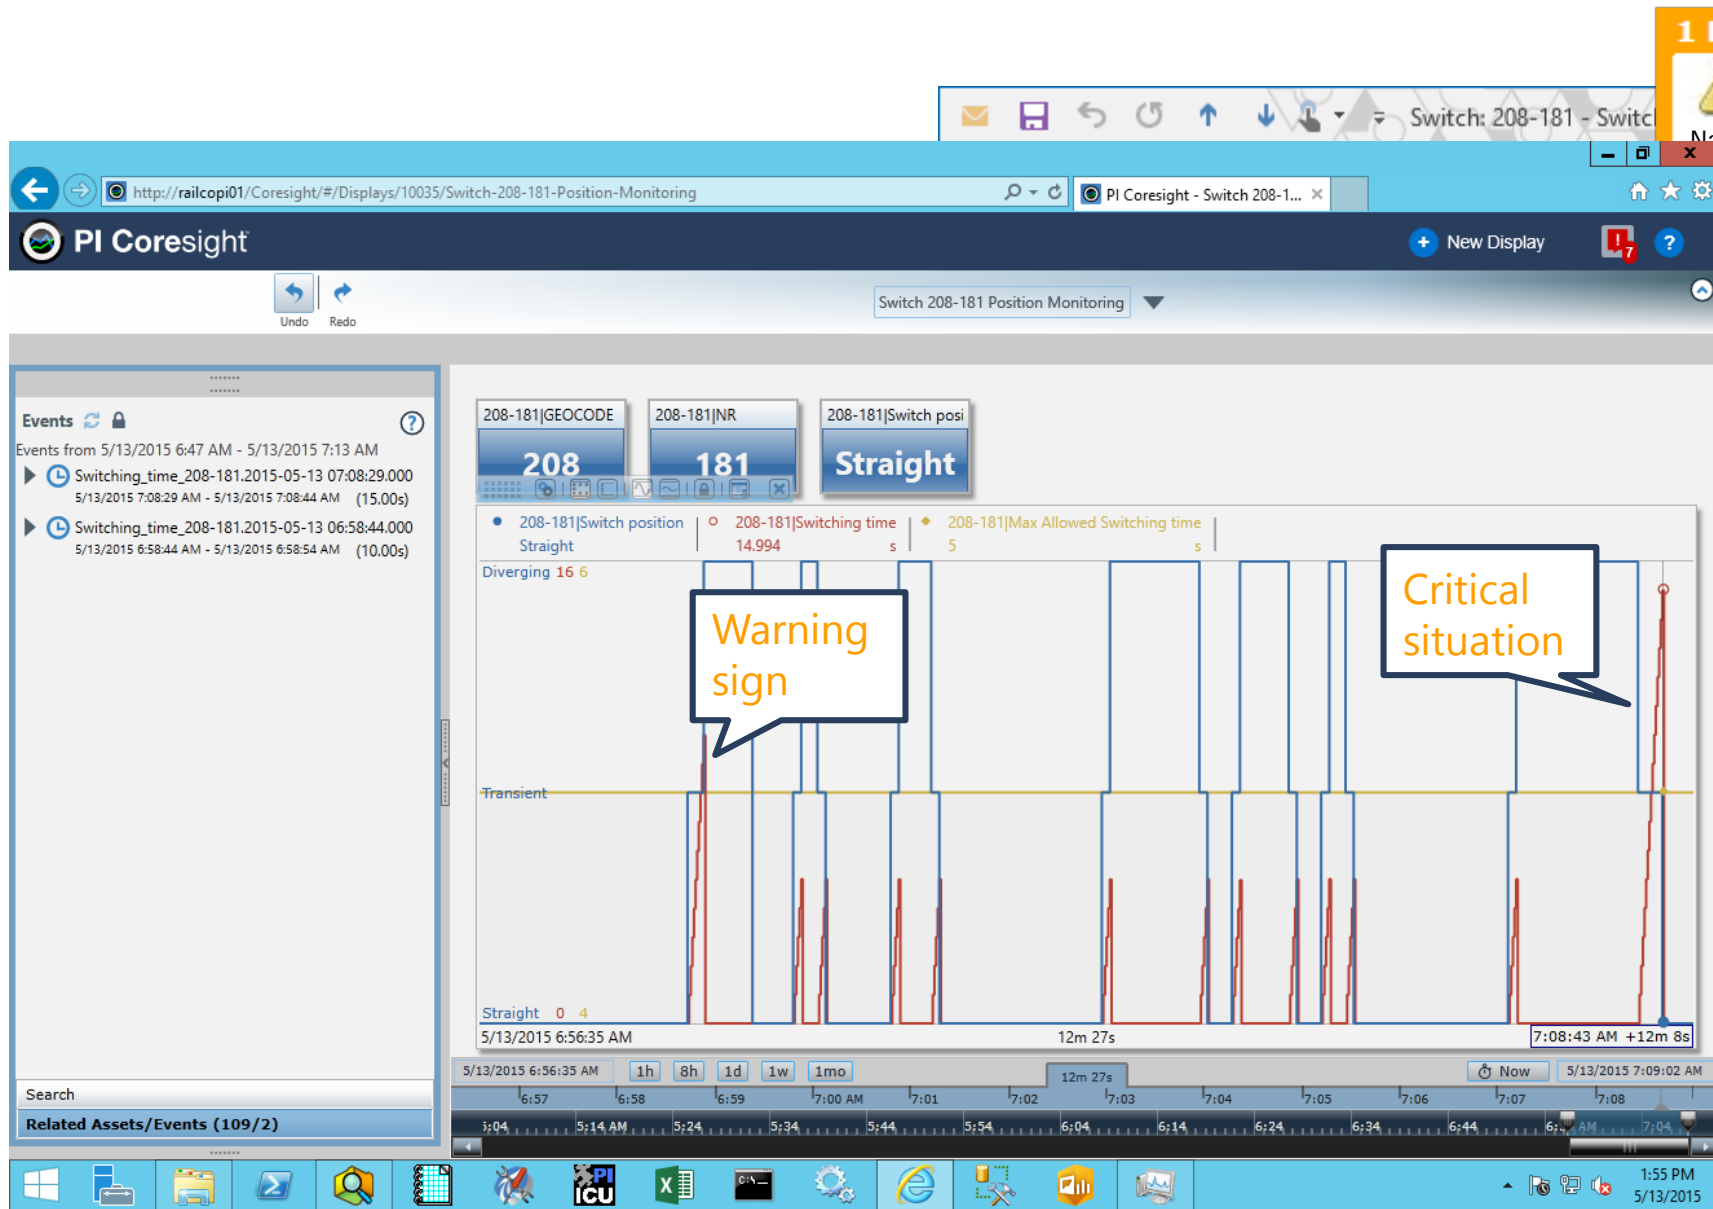 1
Switch: 208-181 - Switc
Na
http://railcopi01/Coresight/#/Displays/10035/Switch-208-181-Position-Monitoring
PI Coresight - Switch 208-1...
PI Coresight
New Display
7
Undo
Redo
Switch 208-181 Position Monitoring
Events
Events from 5/13/2015 6:47 AM - 5/13/2015 7:13 AM
Switching_time_208-181.2015-05-13 07:08:29.000
5/13/2015 7:08:29 AM - 5/13/2015 7:08:44 AM (15.00s)
Switching_time_208-181.2015-05-13 06:58:44.000
5/13/2015 6:58:44 AM - 5/13/2015 6:58:54 AM (10.00s)
Search
Related Assets/Events (109/2)
208-181|GEOCODE
208
208-181|NR
181
208-181|Switch posi
Straight
208-181|Switch position
Straight
208-181|Switching time
14.994 s
208-181|Max Allowed Switching time
5 s
Diverging 16 6
Warning
sign
Critical
situation
Transient
Straight 0 4
5/13/2015 6:56:35 AM 12m 27s 7:08:43 AM +12m 8s
5/13/2015 6:56:35 AM 1h 8h 1d 1w 1mo 12m 27s Now 5/13/2015 7:09:02 AM
6:57 6:58 6:59 7:00 AM 7:01 7:02 7:03 7:04 7:05 7:06 7:07 7:08
5:04 5:14 AM 5:24 5:34 5:44 5:54 6:04 6:14 6:24 6:34 6:44 AM 7:04
PI
ICU
C:\
1:55 PM
5/13/2015